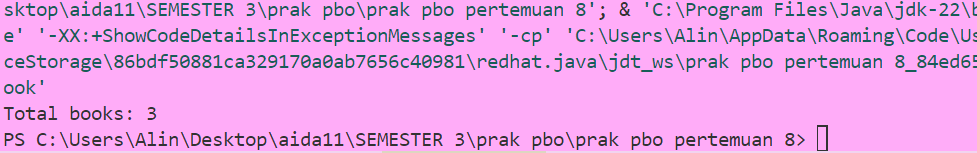 sktop\aida11\SEMESTER 3\prak pbo\prak pbo pertemuan 8'; & 'C:\Program Files\Java\jdk-22\b
e' '-XX:+ShowCodeDetailsInExceptionMessages' '-cp' 'C:\Users\Alin\AppData\Roaming\Code\Us
ceStorage\86bdf50881ca329170a0ab7656c40981\redhat.java\jdt_ws\prak pbo pertemuan 8_84ed65
ook'
Total books: 3
PS C:\Users\Alin\Desktop\aida11\SEMESTER 3\prak pbo\prak pbo pertemuan 8>